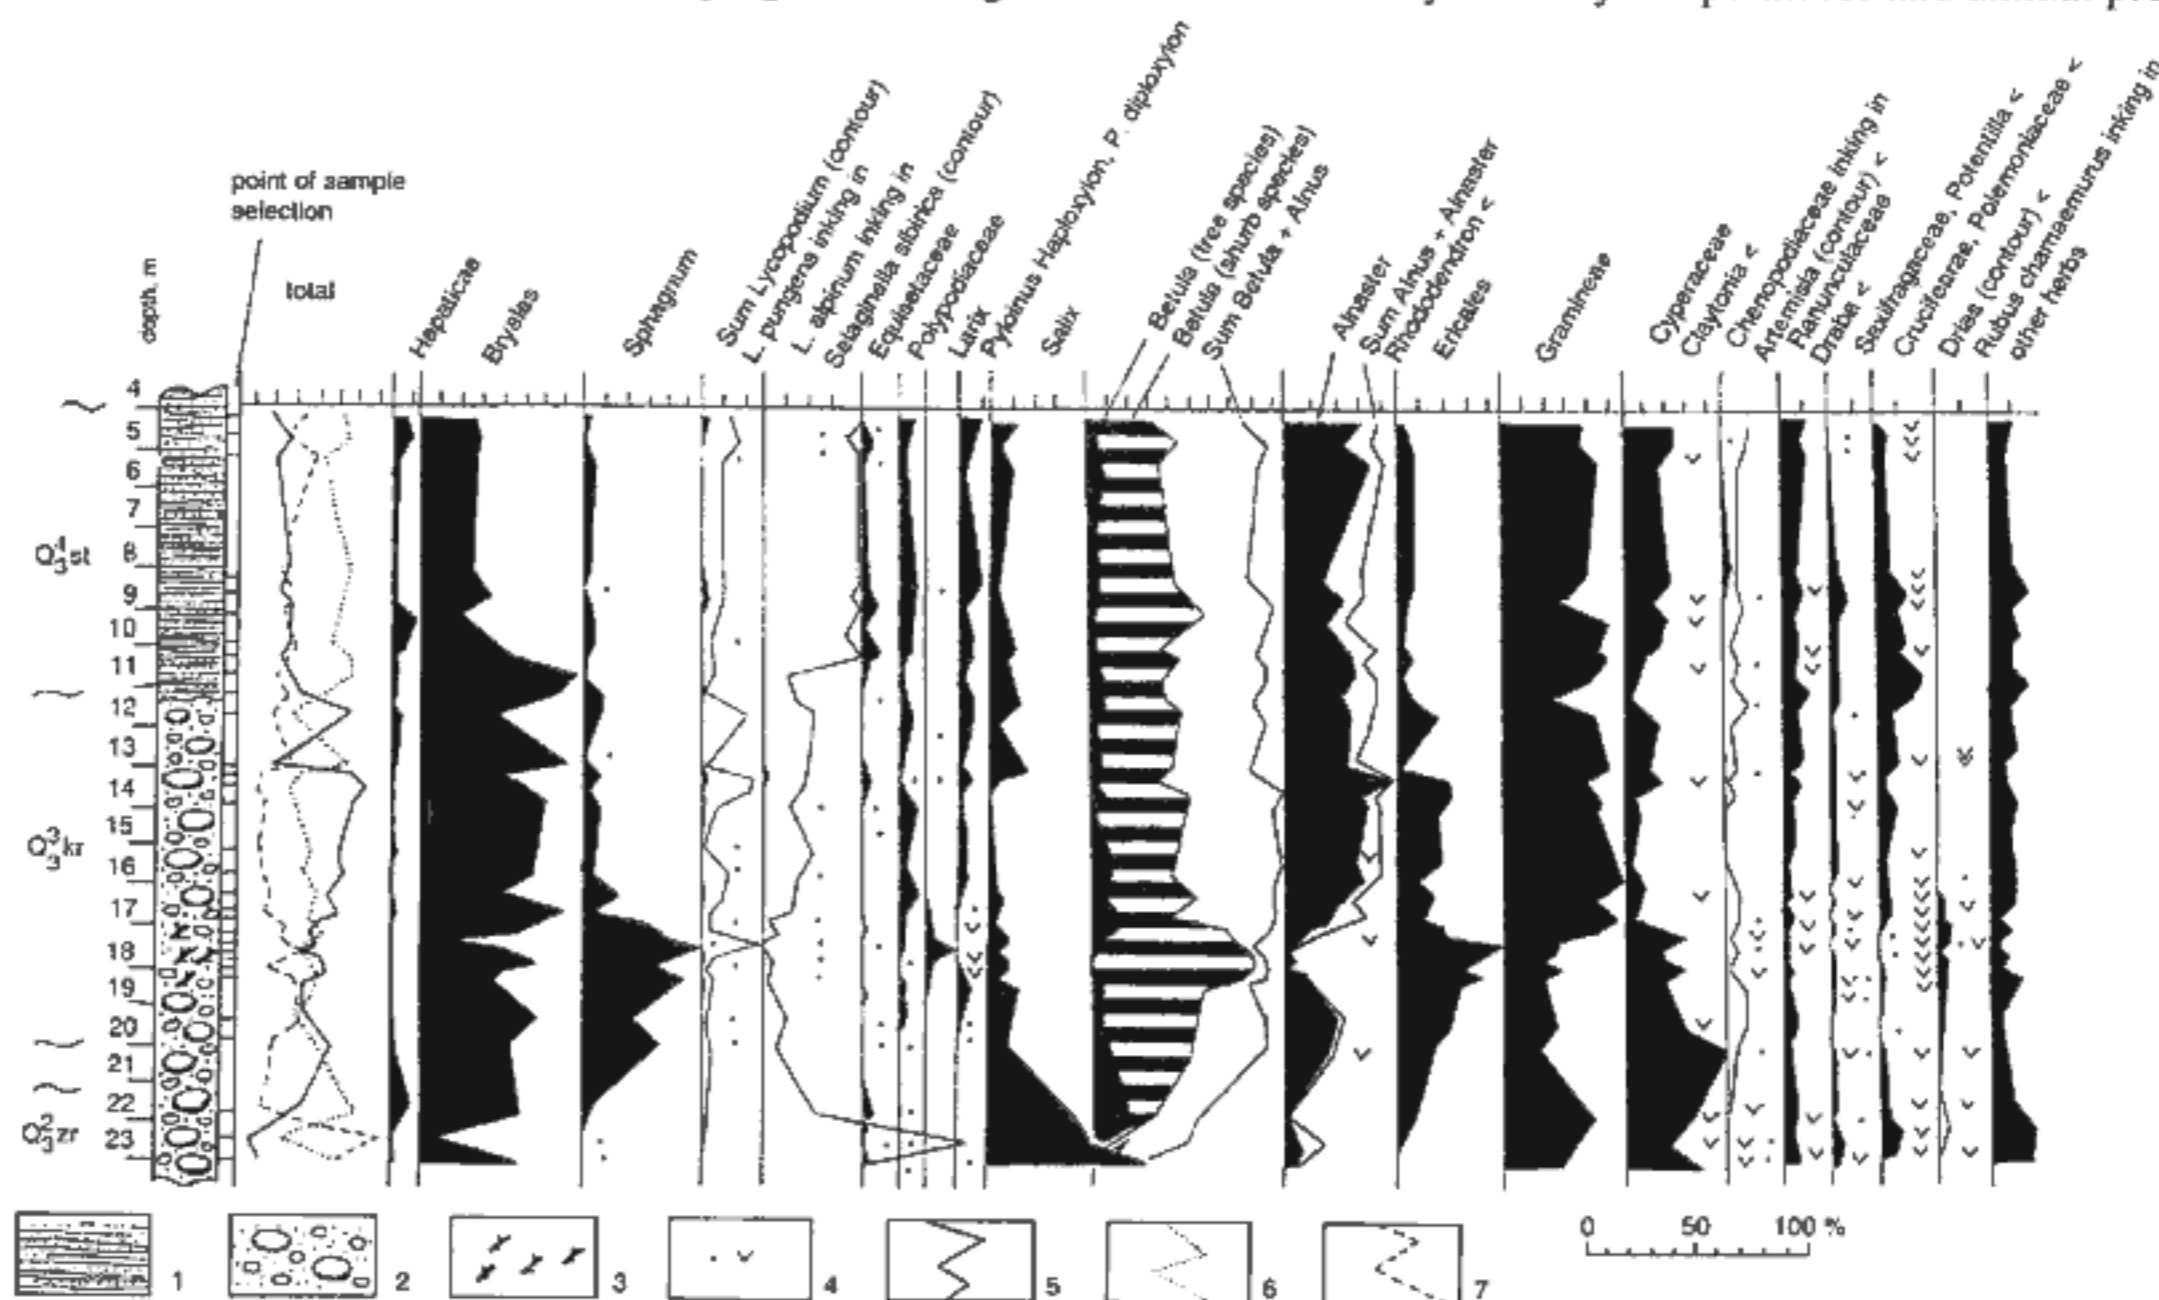 point of sample
selection
depth, m
total
Hepaticae
Bryales
Sphagnum
Sum Lycopodium (contour)
L. pungens inking in
L. alpinum inking in
Selaginella sibirica (contour)
Equisetaceae
Polypodiaceae
Larix
Pyloinus Haploxylon, P. diploxylon
Salix
Betula (tree species)
Betula (shurb species)
Sum Betula + Alnus
Alnaster
Sum Alnus + Alnaster
Rhododendron <
Ericales
Gramineae
Cyperaceae
Claytonia <
Chenopodiaceae inking in
Artemisia (contour) <
Ranunculaceae
Draba <
Saxifragaceae, Potentilla <
Cruciferae, Polemoniaceae <
Drias (contour) <
Rubus chamaemurus inking in
other herbs
4
5
6
7
Q₃⁴st 8
9
10
11
12
13
14
15
Q₃³kr 16
17
18
19
20
21
22
Q₃²zr 23
1 2 3 4 5 6 7
0 50 100 %